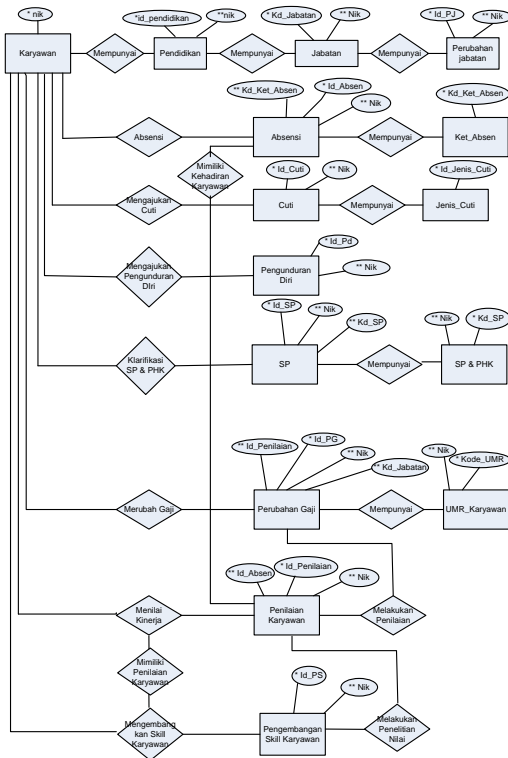 * nik
*id_pendidikan
**nik
* Kd_Jabatan
** Nik
* Id_PJ
** Nik
Karyawan
Mempunyai
Pendidikan
Mempunyai
Jabatan
Mempunyai
Perubahan
jabatan
** Kd_Ket_Absen
* Id_Absen
** Nik
* Kd_Ket_Absen
Absensi
Absensi
Mempunyai
Ket_Absen
Mimiliki
Kehadiran
Karyawan
* Id_Cuti
** Nik
* Id_Jenis_Cuti
Mengajukan
Cuti
Cuti
Mempunyai
Jenis_Cuti
* Id_Pd
** Nik
Mengajukan
Pengunduran
DIri
Pengunduran
Diri
* Id_SP
** Nik
** Kd_SP
** Nik
* Kd_SP
Klarifikasi
SP & PHK
SP
Mempunyai
SP & PHK
** Id_Penilaian
* Id_PG
** Nik
** Kd_Jabatan
** Nik
* Kode_UMR
Merubah Gaji
Perubahan Gaji
Mempunyai
UMR_Karyawan
** Id_Absen
* Id_Penilaian
** Nik
Menilai
Kinerja
Penilaian
Karyawan
Melakukan
Penilaian
Mimiliki
Penilaian
Karyawan
* Id_PS
** Nik
Mengembang
kan Skill
Karyawan
Pengembangan
Skill Karyawan
Melakukan
Penelitian
Nilai